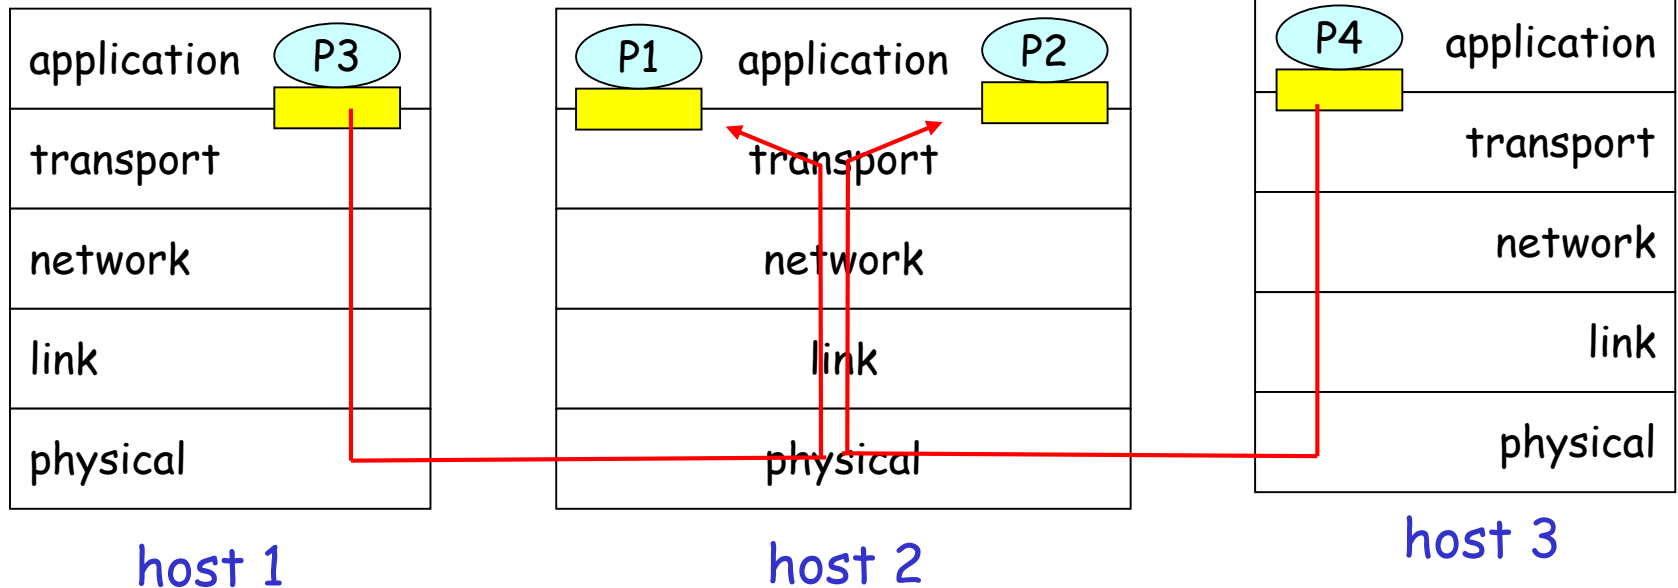 application P3
transport
network
link
physical
host 1
P1 application P2
transport
network
link
physical
host 2
P4 application
transport
network
link
physical
host 3